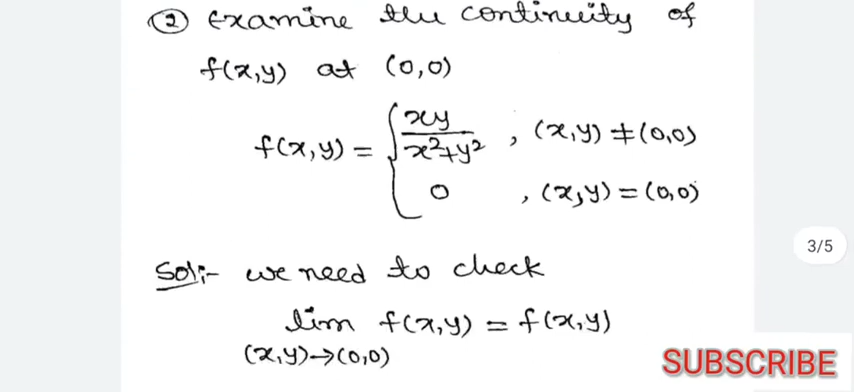 ② Examine the continuity of
f(x,y) at (0,0)
f(x,y) = { xy/x²+y² , (x,y) ≠ (0,0)
0 , (x,y) = (0,0)
3/5
Sol:- we need to check
lim f(x,y) = f(x,y)
(x,y)→(0,0)
SUBSCRIBE